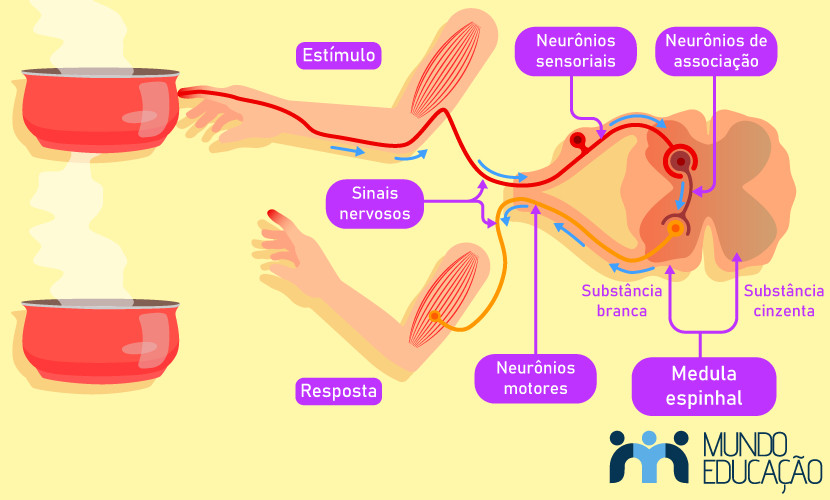 Estímulo
Neurônios
sensoriais
Neurônios de
associação
Sinais
nervosos
Substância
branca
Substância
cinzenta
Resposta
Neurônios
motores
Medula
espinhal
MUNDO
EDUCAÇÃO